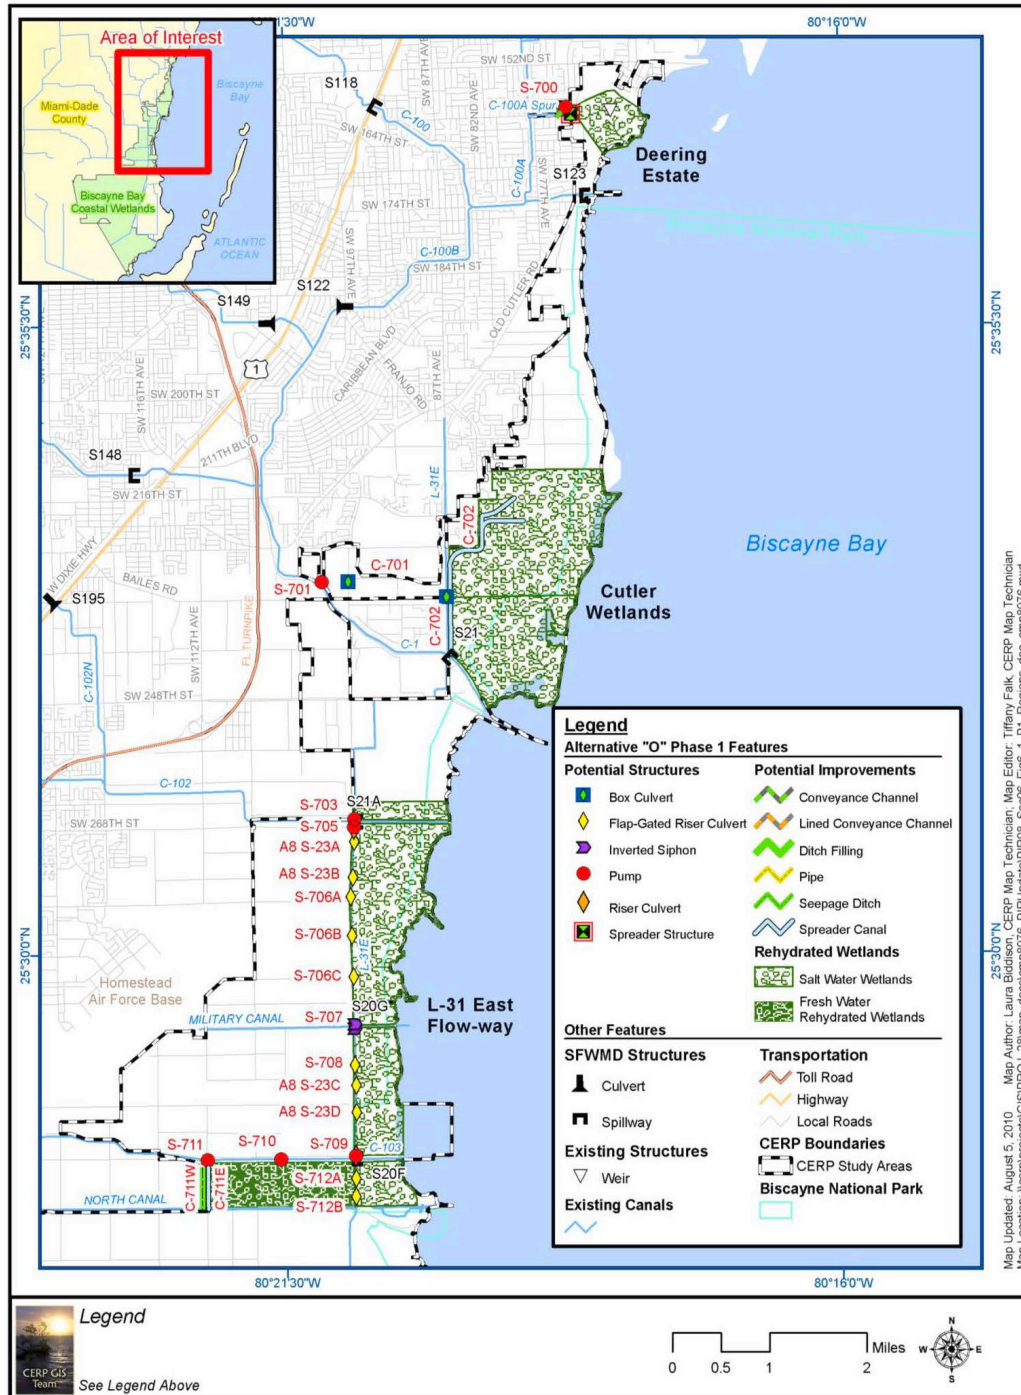 Area of Interest
Miami-Dade
County
Biscayne
Bay
Biscayne Bay
Coastal Wetlands
ATLANTIC
OCEAN
80°16'0"W
SW 152ND ST
S-700
S118
C-100
C-100A Spur
SW 87TH AVE
SW 82ND AVE
SW 164TH ST
C-100A
SW 77TH AVE
Deering
Estate
S123
SW 174TH ST
Biscayne National Park
C-100B
SW 97TH AVE
SW 184TH ST
S122
S149
OLD CUTLER RD
25°35'30"N
25°35'30"N
CARIBBEAN BLVD
FRANJO RD
87TH AVE
1
SW 116TH AVE
SW 200TH ST
211TH BLVD
S148
SW 216TH ST
L-31E
C-702
Biscayne Bay
W DIXIE HWY
BAILES RD
C-701
S-701
S195
Cutler
Wetlands
C-702
S21
C-1
SW 112TH AVE
FL TURNPIKE
C-102N
SW 248TH ST
C-102
S-703
S21A
S-705
SW 268TH ST
A8 S-23A
A8 S-23B
S-706A
S-706B
25°30'0"N
25°30'0"N
L-31E
S-706C
Homestead
Air Force Base
L-31 East
Flow-way
S20G
S-707
MILITARY CANAL
S-708
A8 S-23C
A8 S-23D
S-711
S-710
S-709
C-103
S-712A
S20F
C-711W
C-711E
NORTH CANAL
S-712B
80°21'30"W
80°16'0"W
Legend
Alternative "O" Phase 1 Features
Potential Structures
Box Culvert
Flap-Gated Riser Culvert
Inverted Siphon
Pump
Riser Culvert
Spreader Structure
Potential Improvements
Conveyance Channel
Lined Conveyance Channel
Ditch Filling
Pipe
Seepage Ditch
Spreader Canal
Rehydrated Wetlands
Salt Water Wetlands
Fresh Water
Rehydrated Wetlands
Other Features
SFWMD Structures
Culvert
Spillway
Existing Structures
Weir
Existing Canals
Transportation
Toll Road
Highway
Local Roads
CERP Boundaries
CERP Study Areas
Biscayne National Park
Map Updated: August 5, 2010 Map Author: Laura Biddison, CERP Map Technician; Map Editor: Tiffany Falk, CERP Map Technician
Legend
See Legend Above
CERP GIS
Team
0 0.5 1 2 Miles
N
W E
S